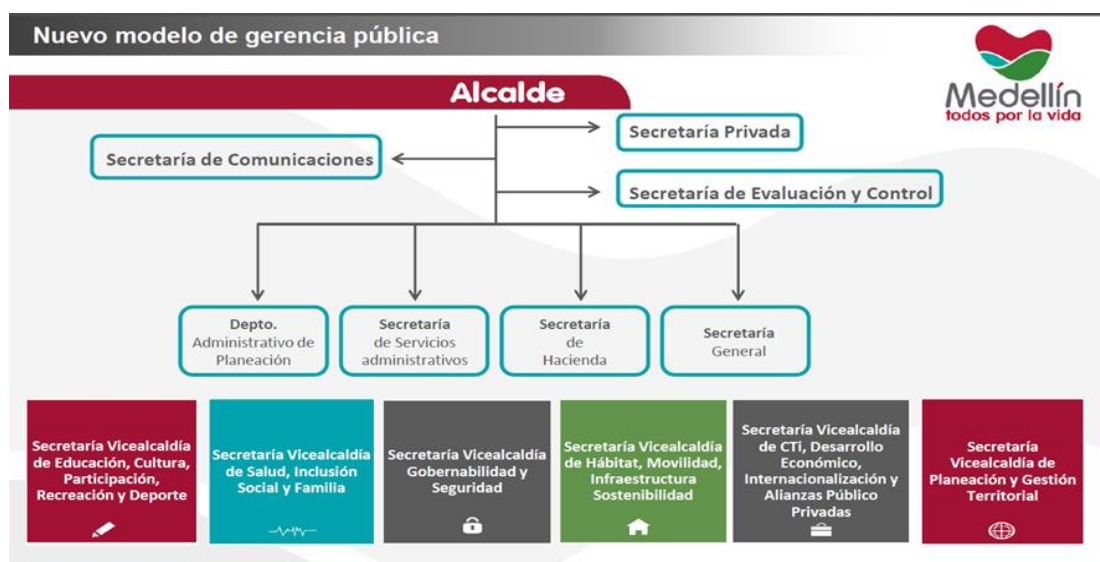 Nuevo modelo de gerencia pública
Medellín
todos por la vida
Alcalde
Secretaría Privada
Secretaría de Comunicaciones
Secretaría de Evaluación y Control
Depto.
Administrativo de
Planeación
Secretaría
de Servicios
administrativos
Secretaría
de
Hacienda
Secretaría
General
Secretaría Vicealcaldía
de Educación, Cultura,
Participación,
Recreación y Deporte
Secretaría Vicealcaldía
de Salud, Inclusión
Social y Familia
Secretaría Vicealcaldía
Gobernabilidad y
Seguridad
Secretaría Vicealcaldía
de Hábitat, Movilidad,
Infraestructura
Sostenibilidad
Secretaría Vicealcaldía
de CTi, Desarrollo
Económico,
Internacionalización y
Alianzas Público
Privadas
Secretaría
Vicealcaldía de
Planeación y Gestión
Territorial